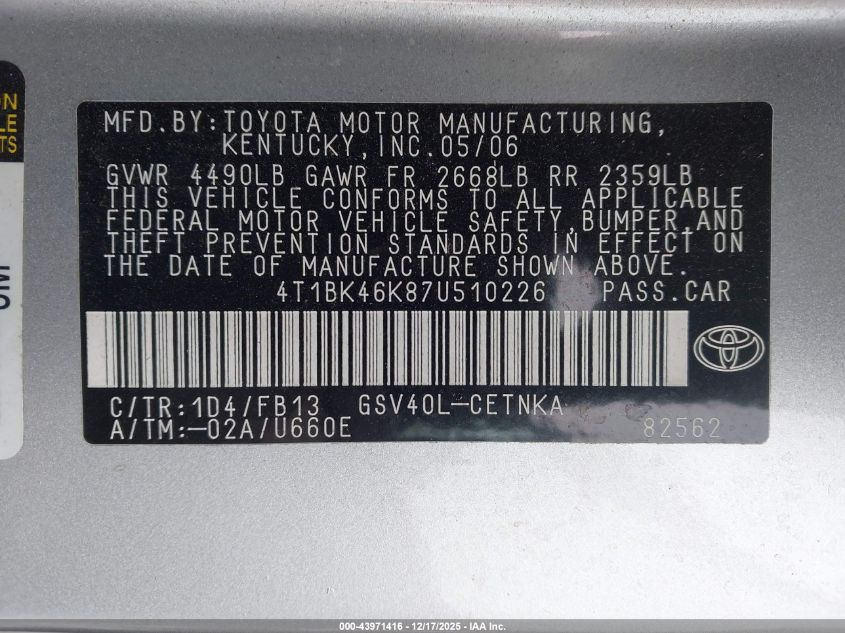 ON
LE
TS
MFD.BY:TOYOTA MOTOR MANUFACTURING,
KENTUCKY,INC.05/06
GVWR 4490LB GAWR FR 2668LB RR 2359LB
THIS VEHICLE CONFORMS TO ALL APPLICABLE
FEDERAL MOTOR VEHICLE SAFETY,BUMPER,AND
THEFT PREVENTION STANDARDS IN EFFECT ON
THE DATE OF MANUFACTURE SHOWN ABOVE.
4T1BK46K87U510226 PASS.CAR
C/TR:1D4/FB13 GSV40L-CETNKA
A/TM:-02A/U660E 82562
000-43971416 - 12/17/2025 - IAA Inc.